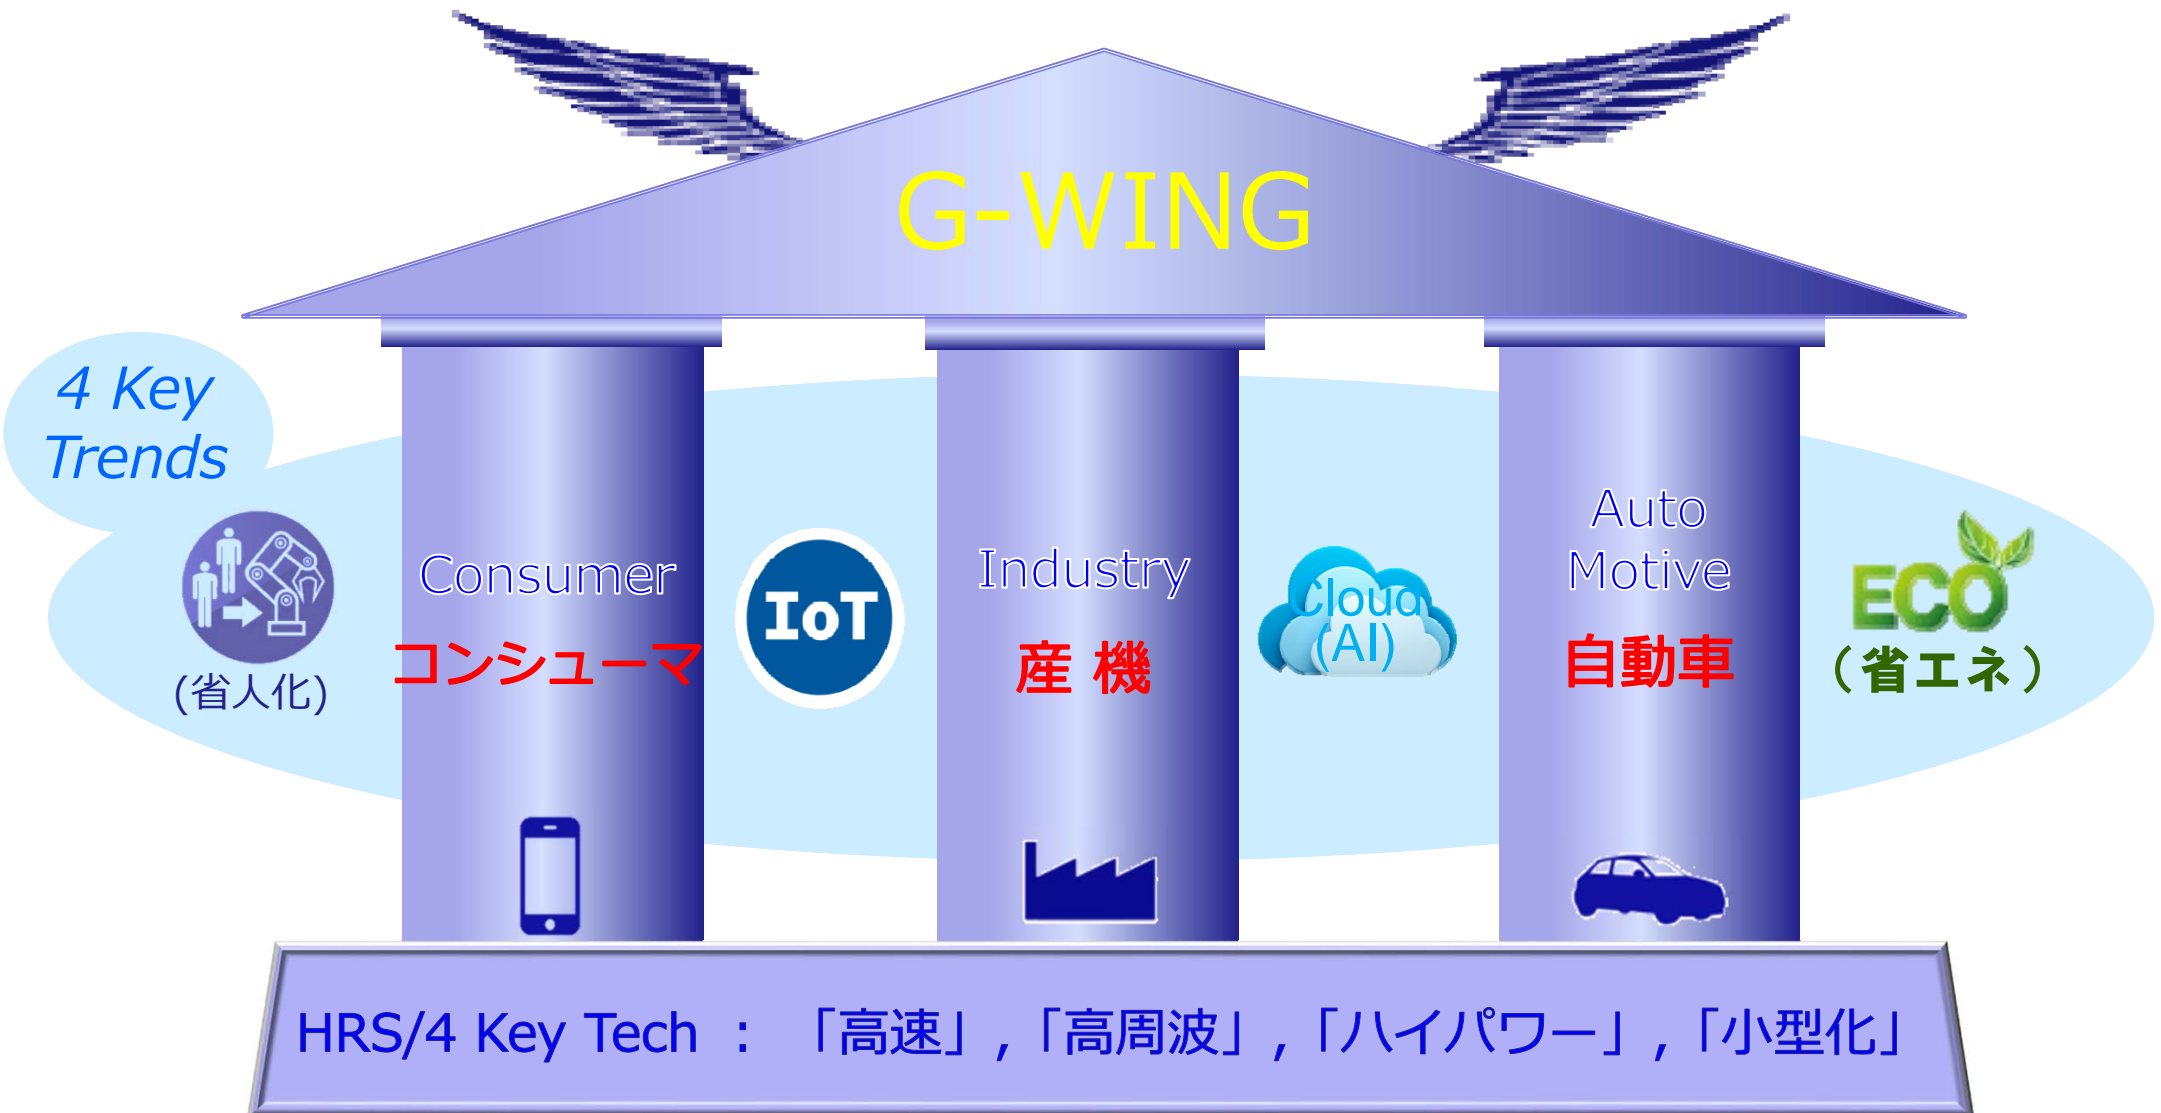 G-WING
4 Key
Trends
(省人化)
Consumer
コンシューマ
IoT
Industry
産 機
Cloud
(AI)
Auto
Motive
自動車
ECO
（省エネ）
HRS/4 Key Tech : 「高速」,「高周波」,「ハイパワー」,「小型化」